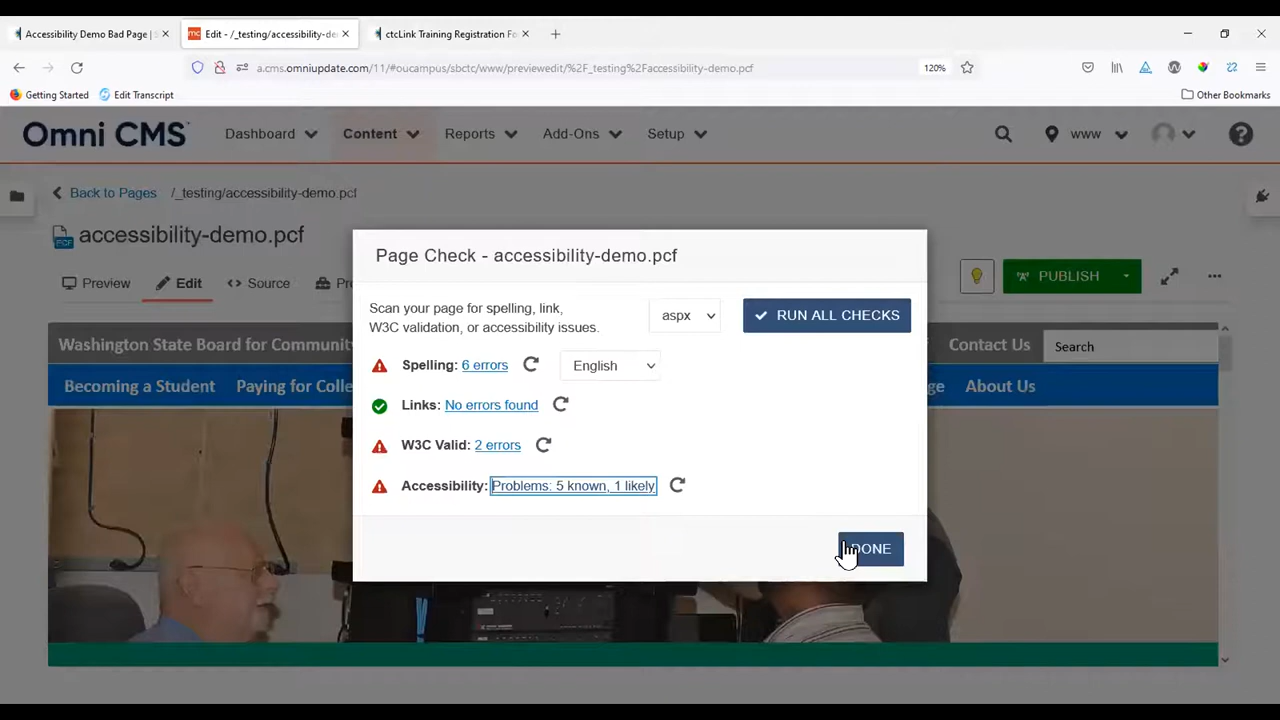 Accessibility Demo Bad Page | S
Edit - /_testing/accessibility-de
ctcLink Training Registration Fo
a.cms.omniupdate.com/11/#oucampus/sbctc/www/previewedit/%2F_testing%2Faccessibility-demo.pcf
120%
Getting Started
Edit Transcript
Other Bookmarks
Omni CMS
Dashboard
Content
Reports
Add-Ons
Setup
www
Back to Pages
/_testing/accessibility-demo.pcf
PCF
accessibility-demo.pcf
Preview
Edit
Source
Pr
PUBLISH
Washington State Board for Community
Contact Us
Search
Becoming a Student
Paying for Colle
ge
About Us
Page Check - accessibility-demo.pcf
Scan your page for spelling, link,
W3C validation, or accessibility issues.
aspx
RUN ALL CHECKS
Spelling: 6 errors
English
Links: No errors found
W3C Valid: 2 errors
Accessibility: Problems: 5 known, 1 likely
DONE